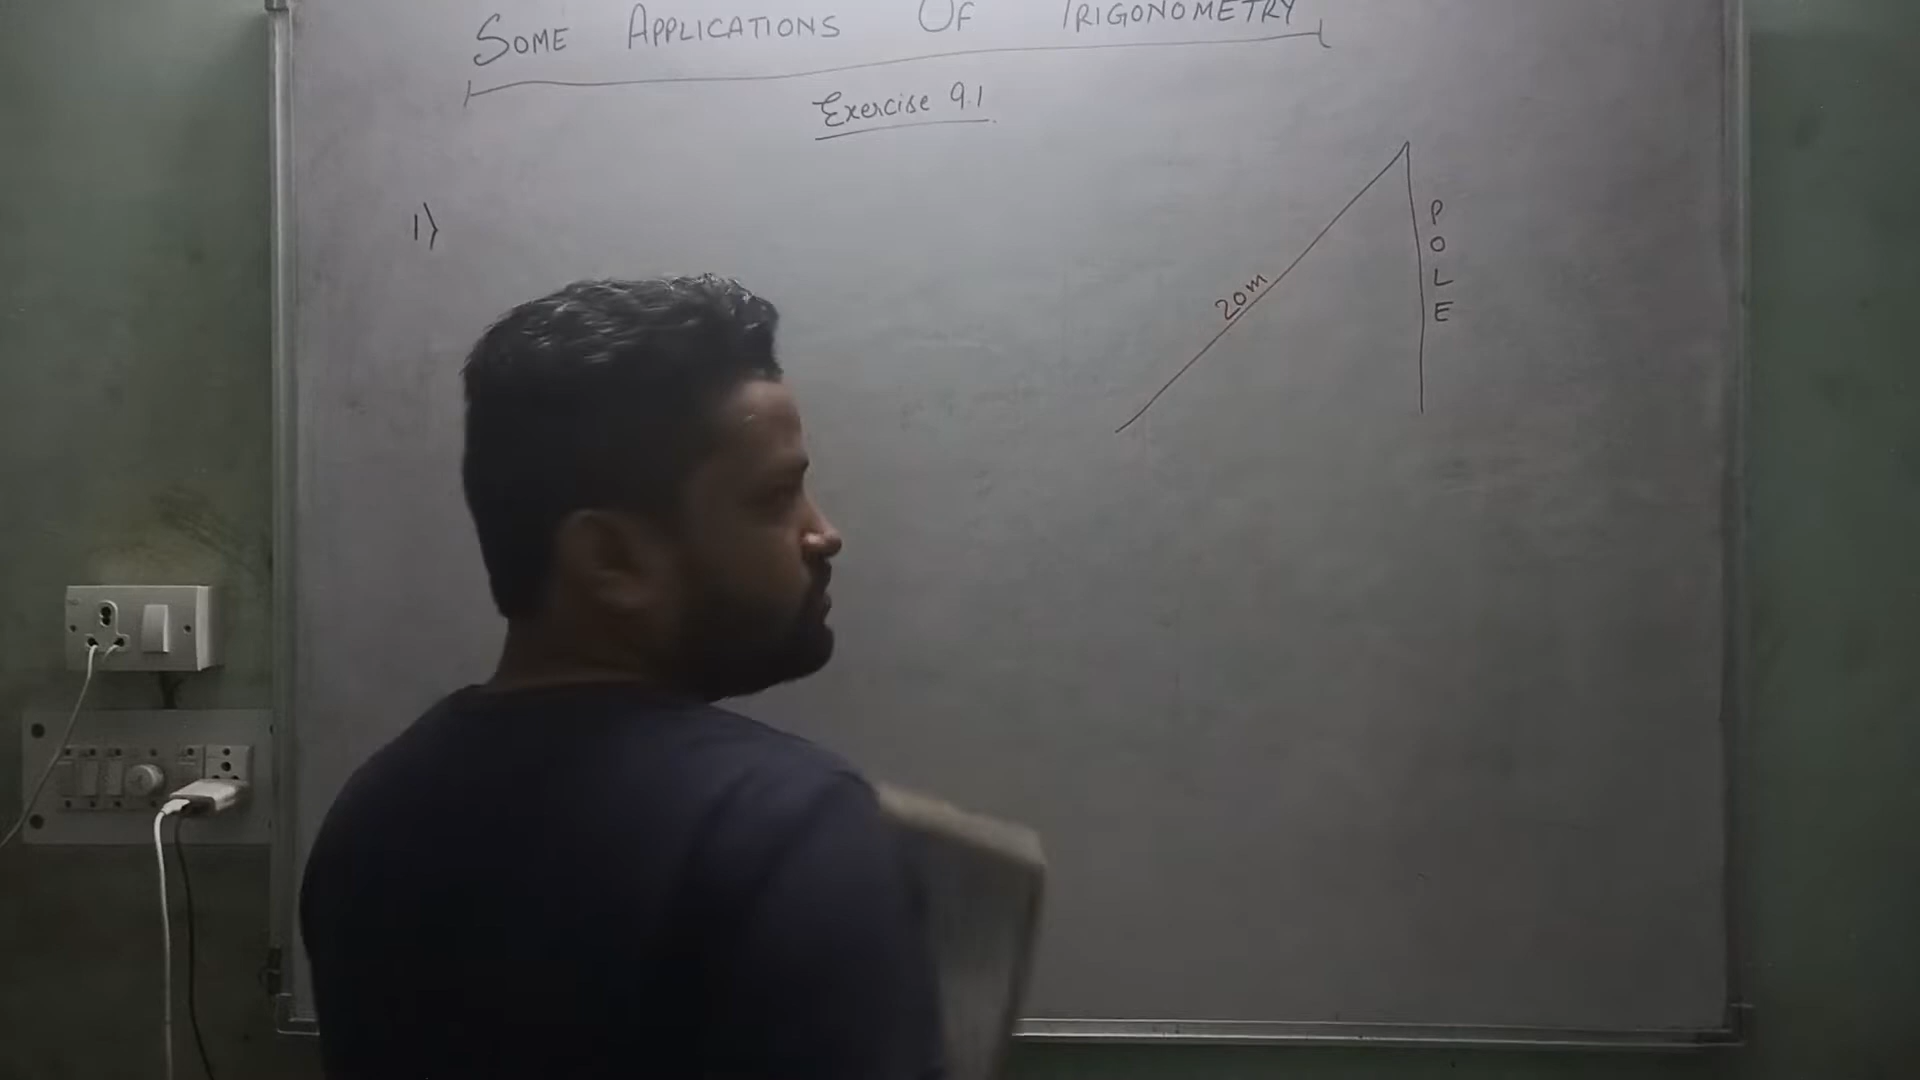 SOME APPLICATIONS OF TRIGONOMETRY
Exercise 9.1
1)
20m
POLE